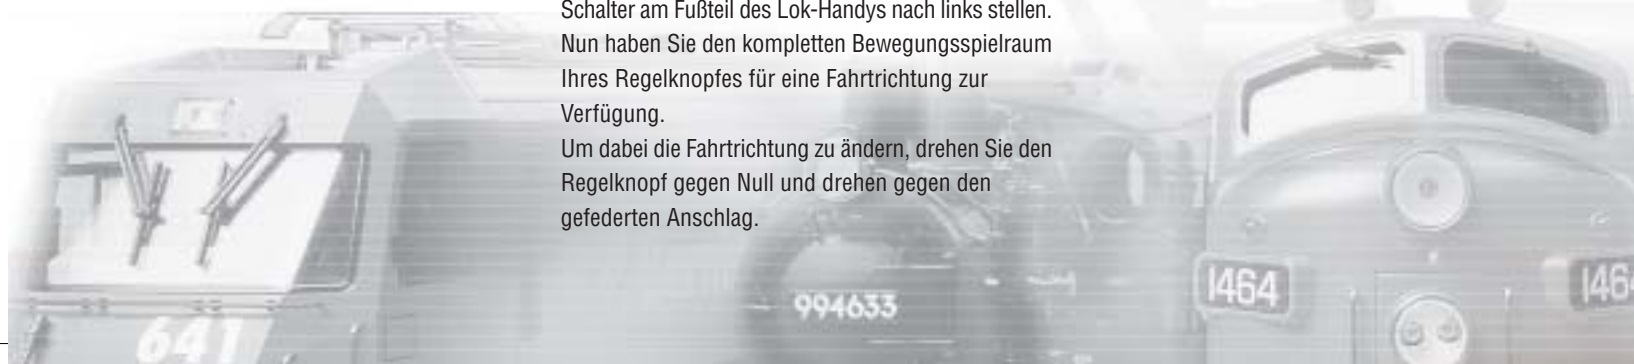 Schalter am Fußteil des Lok-Handys nach links stellen.
Nun haben Sie den kompletten Bewegungsspielraum
Ihres Regelknopfes für eine Fahrtrichtung zur
Verfügung.
Um dabei die Fahrtrichtung zu ändern, drehen Sie den
Regelknopf gegen Null und drehen gegen den
gefederten Anschlag.
994633
1464
146
641